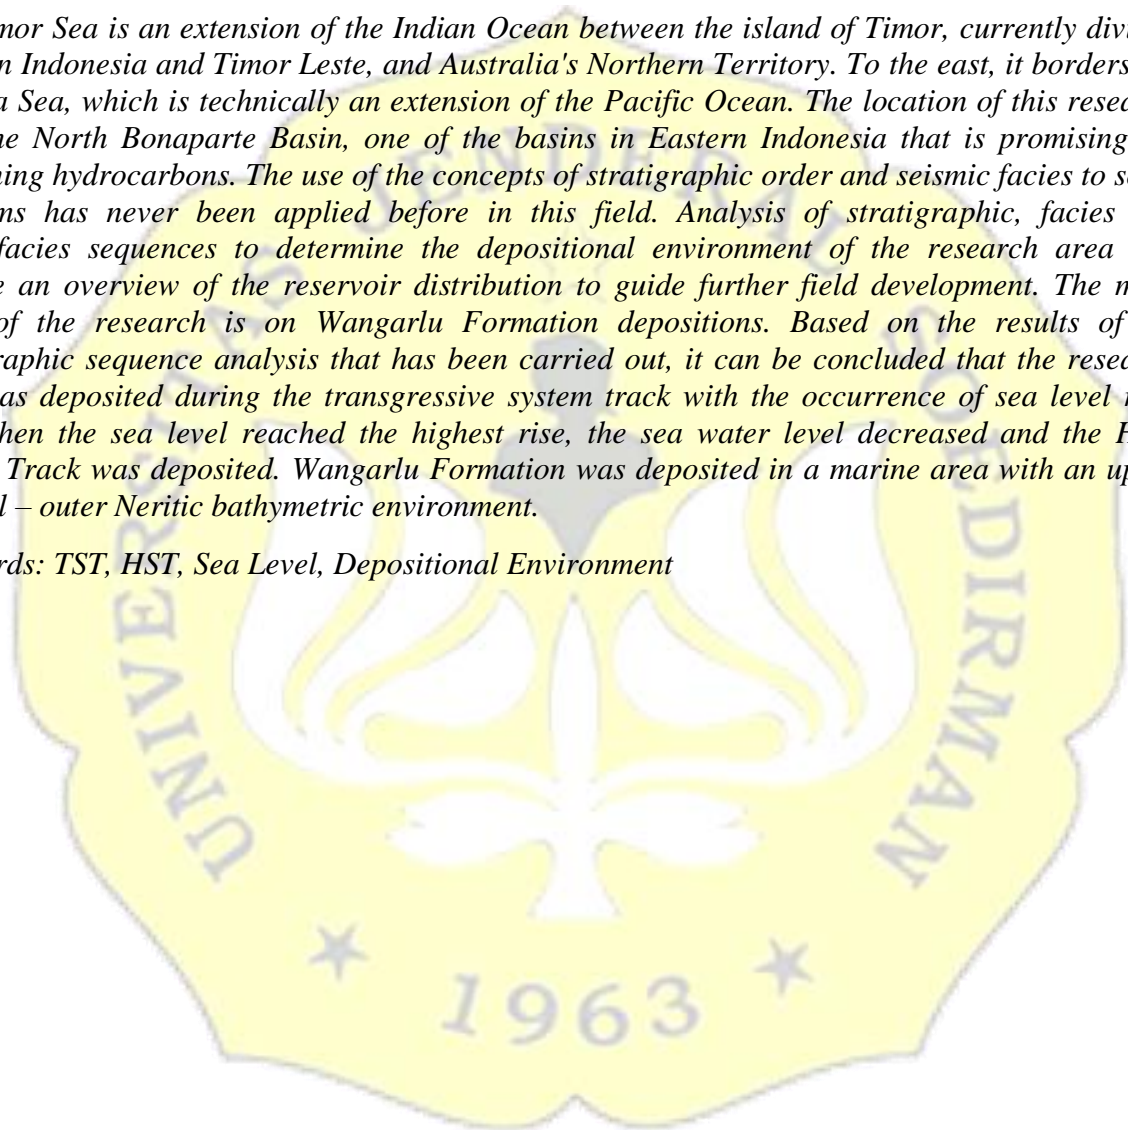 mor Sea is an extension of the Indian Ocean between the island of Timor, currently div
n Indonesia and Timor Leste, and Australia's Northern Territory. To the east, it borders
a Sea, which is technically an extension of the Pacific Ocean. The location of this resea
ne North Bonaparte Basin, one of the basins in Eastern Indonesia that is promising
ning hydrocarbons. The use of the concepts of stratigraphic order and seismic facies to s
ms has never been applied before in this field. Analysis of stratigraphic, facies
facies sequences to determine the depositional environment of the research area
e an overview of the reservoir distribution to guide further field development. The m
of the research is on Wangarlu Formation depositions. Based on the results of
raphic sequence analysis that has been carried out, it can be concluded that the resea
as deposited during the transgressive system track with the occurrence of sea level
hen the sea level reached the highest rise, the sea water level decreased and the H
Track was deposited. Wangarlu Formation was deposited in a marine area with an up
l – outer Neritic bathymetric environment.
rds: TST, HST, Sea Level, Depositional Environment
UNIVERSITAS JENDERAL SOEDIRMAN
1963